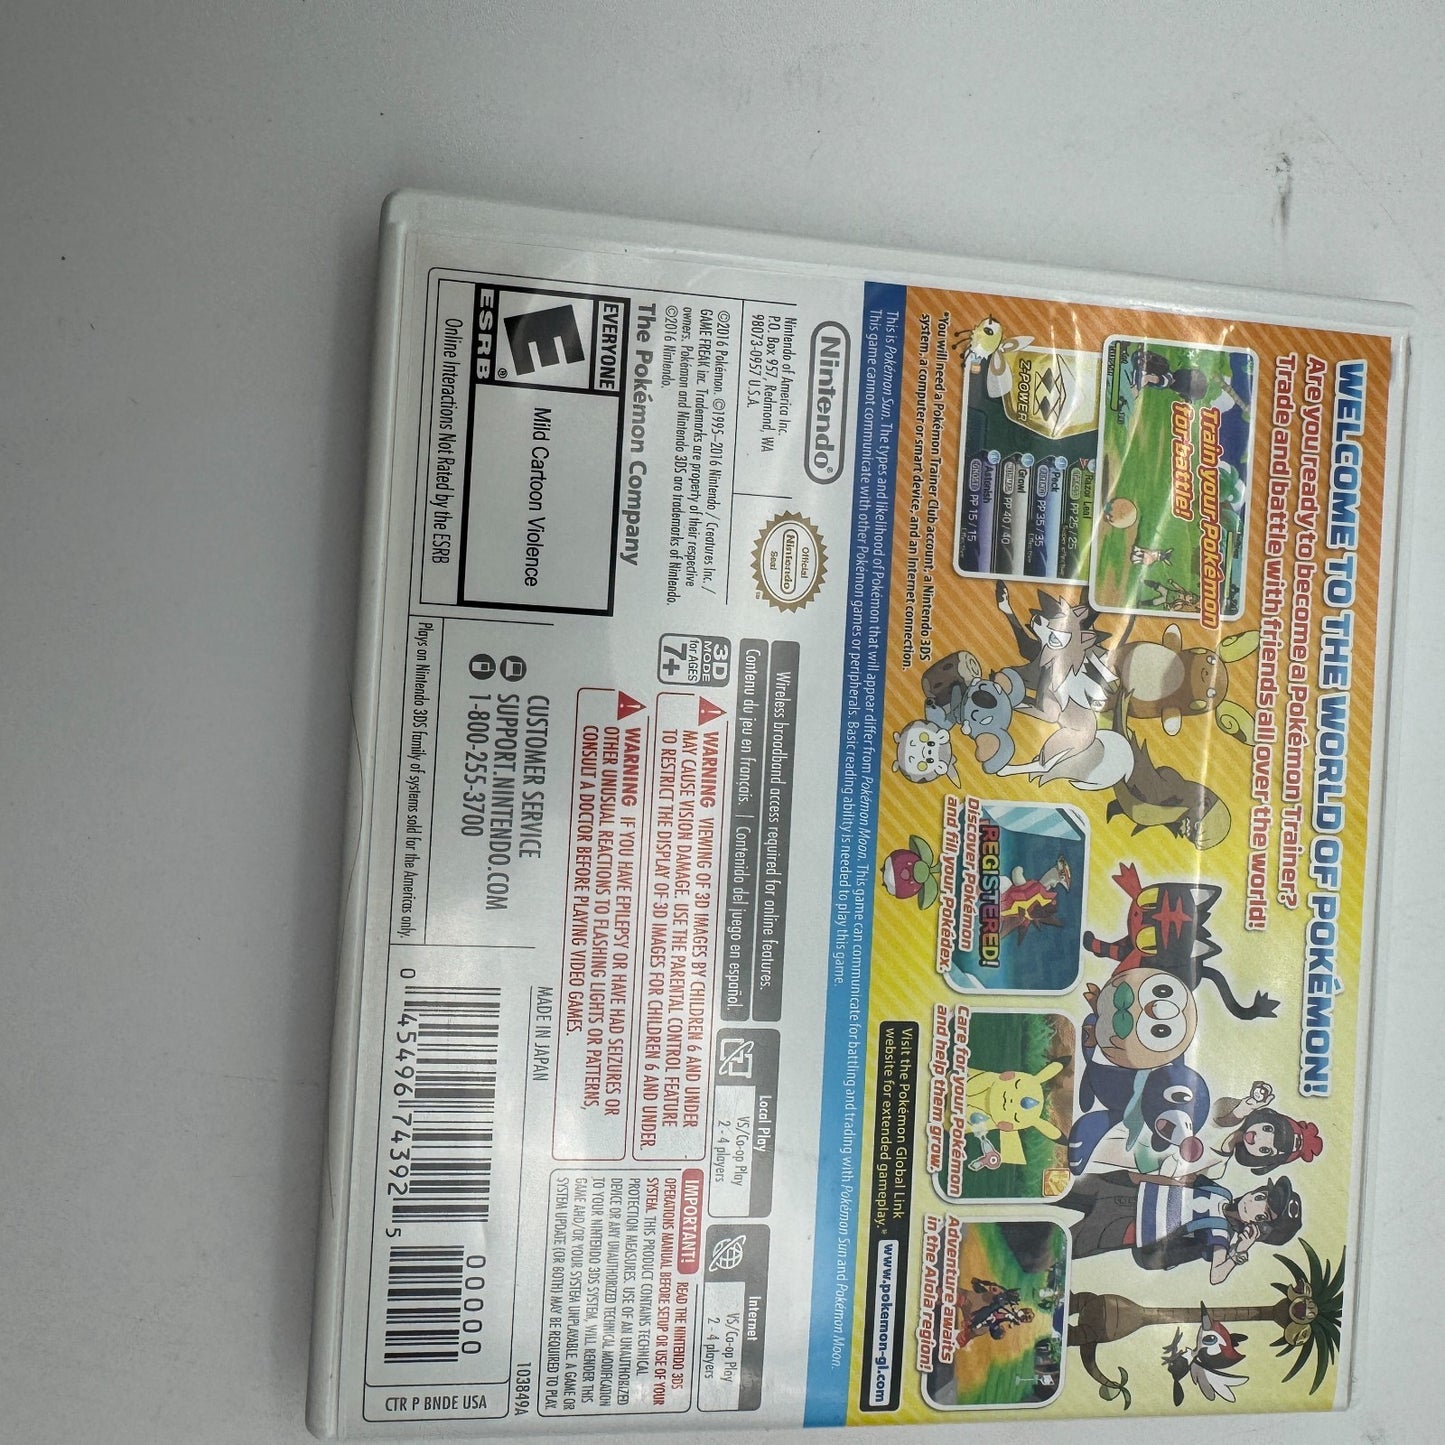 WELCOME TO THE WORLD OF POKÉMON!
Are you ready to become a Pokémon Trainer?
Trade and battle with friends all over the world!
Train your Pokémon
for battle!
Z-POWER
Razor Leaf
PP 25/25
Peck
PP 35/35
Growl
PP 40/40
Astonish
PP 15/15
REGISTERED!
Discover Pokémon
and fill your Pokédex.
Care for your Pokémon
and help them grow.
Adventure awaits
in the Alola region!
*You will need a Pokémon Trainer Club account, a Nintendo 3DS
system, a computer or smart device, and an Internet connection.
Visit the Pokémon Global Link
website for extended gameplay.*
www.pokemon-gl.com
This is Pokémon Sun. The types and likelihood of Pokémon that will appear differ from Pokémon Moon. This game can communicate for battling and trading with Pokémon Sun and Pokémon Moon.
This game cannot communicate with other Pokémon games or peripherals. Basic reading ability is needed to play this game.
Nintendo®
Nintendo of America Inc.
P.O. Box 957, Redmond, WA
98073-0957 U.S.A.
Official
Nintendo
Seal
™
Wireless broadband access required for online features.
Contenu du jeu en français. | Contenido del juego en español.
Local Play
VS/Co-op Play
2 - 4 players
Internet
VS/Co-op Play
2 - 4 players
©2016 Pokémon. ©1995–2016 Nintendo / Creatures Inc. /
GAME FREAK inc. Trademarks are property of their respective
owners. Pokémon and Nintendo 3DS are trademarks of Nintendo.
©2016 Nintendo.
The Pokémon Company
3D
MODE
for AGES
7+
WARNING VIEWING OF 3D IMAGES BY CHILDREN 6 AND UNDER
MAY CAUSE VISION DAMAGE. USE THE PARENTAL CONTROL FEATURE
TO RESTRICT THE DISPLAY OF 3D IMAGES FOR CHILDREN 6 AND UNDER.
WARNING IF YOU HAVE EPILEPSY OR HAVE HAD SEIZURES OR
OTHER UNUSUAL REACTIONS TO FLASHING LIGHTS OR PATTERNS,
CONSULT A DOCTOR BEFORE PLAYING VIDEO GAMES.
IMPORTANT! READ THE NINTENDO 3DS
OPERATIONS MANUAL BEFORE SETUP OR USE OF YOUR
SYSTEM. THIS PRODUCT CONTAINS TECHNICAL
PROTECTION MEASURES. USE OF AN UNAUTHORIZED
DEVICE OR ANY UNAUTHORIZED TECHNICAL MODIFICATION
TO YOUR NINTENDO 3DS SYSTEM, WILL RENDER THIS
GAME AND/OR YOUR SYSTEM UNPLAYABLE. A GAME OR
SYSTEM UPDATE (OR BOTH) MAY BE REQUIRED TO PLAY.
EVERYONE
E
ESRB
®
Mild Cartoon Violence
Online Interactions Not Rated by the ESRB
CUSTOMER SERVICE
SUPPORT.NINTENDO.COM
1-800-255-3700
Plays on Nintendo 3DS family of systems sold for the Americas only.
MADE IN JAPAN
103849A
0 45496 74392 5
00000
CTR P BNDE USA